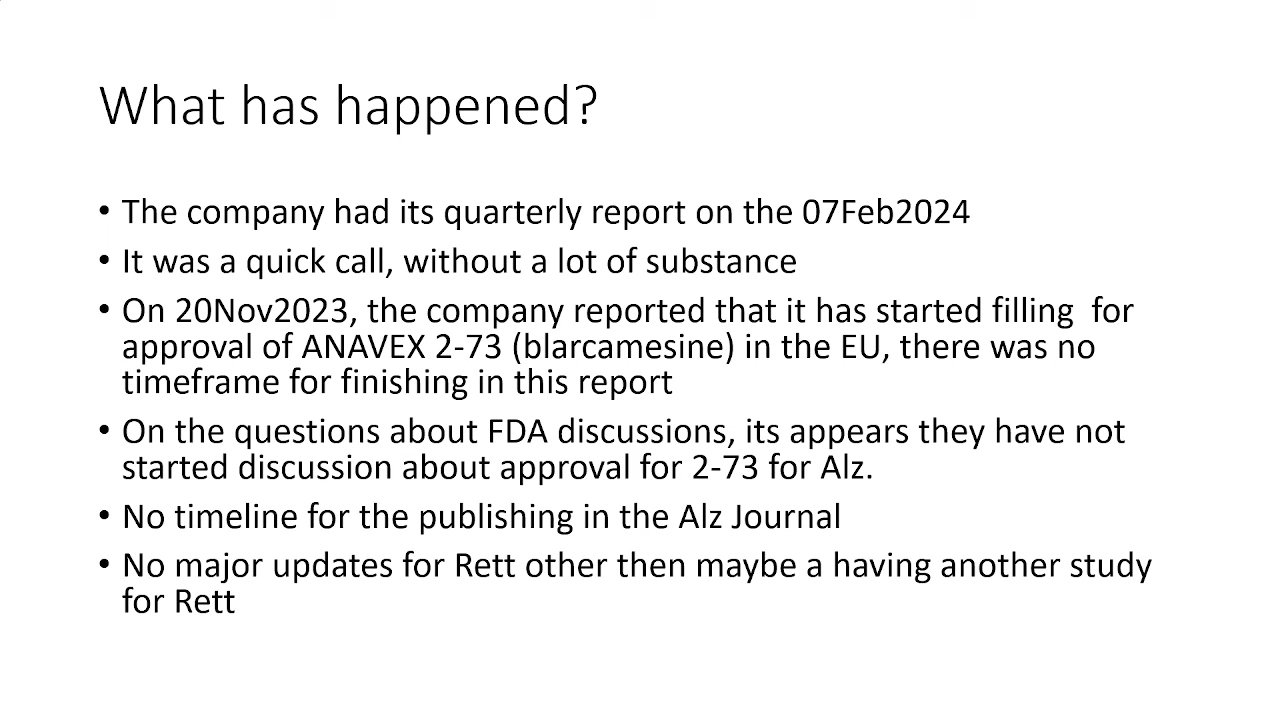 What has happened?
• The company had its quarterly report on the 07Feb2024
• It was a quick call, without a lot of substance
• On 20Nov2023, the company reported that it has started filling  for
approval of ANAVEX 2-73 (blarcamesine) in the EU, there was no
timeframe for finishing in this report
• On the questions about FDA discussions, its appears they have not
started discussion about approval for 2-73 for Alz.
• No timeline for the publishing in the Alz Journal
• No major updates for Rett other then maybe a having another study
for Rett